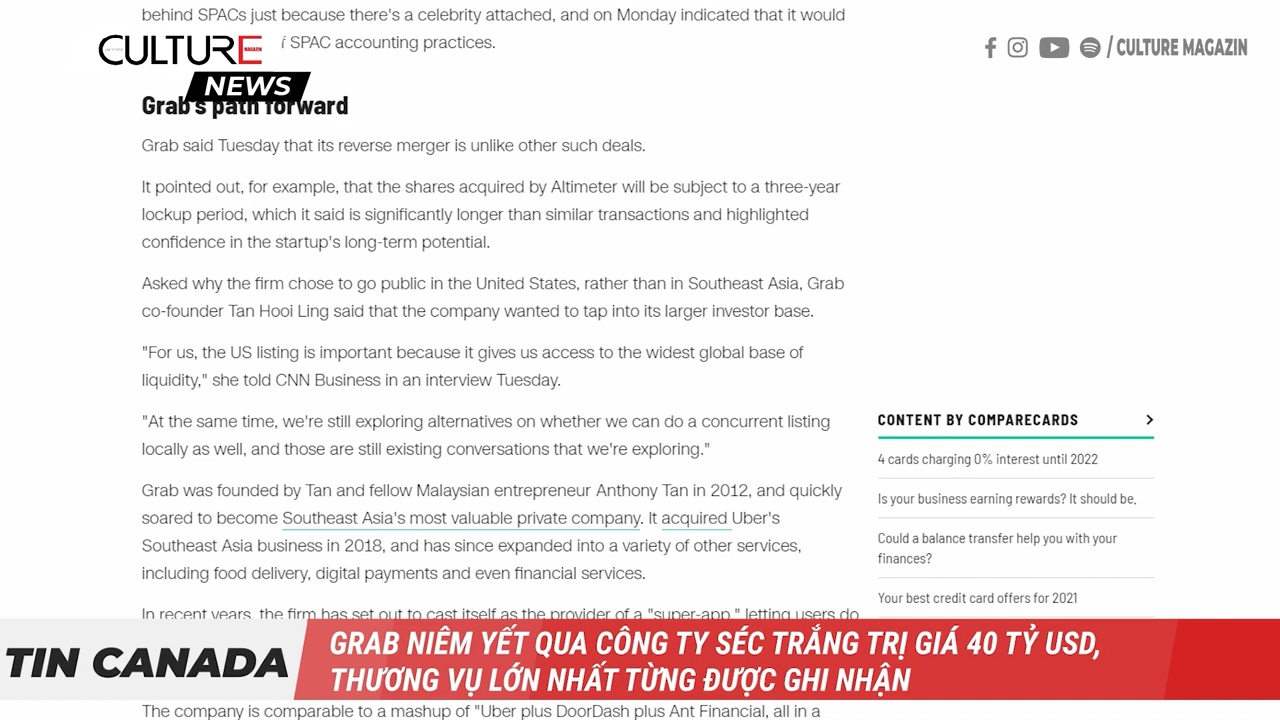 behind SPACs just because there's a celebrity attached, and on Monday indicated that it would
SPAC accounting practices.
CULTURE
MAGAZIN
NEWS
/ CULTURE MAGAZIN
Grab's path forward
Grab said Tuesday that its reverse merger is unlike other such deals.
It pointed out, for example, that the shares acquired by Altimeter will be subject to a three-year
lockup period, which it said is significantly longer than similar transactions and highlighted
confidence in the startup's long-term potential.
Asked why the firm chose to go public in the United States, rather than in Southeast Asia, Grab
co-founder Tan Hooi Ling said that the company wanted to tap into its larger investor base.
"For us, the US listing is important because it gives us access to the widest global base of
liquidity," she told CNN Business in an interview Tuesday.
"At the same time, we're still exploring alternatives on whether we can do a concurrent listing
locally as well, and those are still existing conversations that we're exploring."
Grab was founded by Tan and fellow Malaysian entrepreneur Anthony Tan in 2012, and quickly
soared to become Southeast Asia's most valuable private company. It acquired Uber's
Southeast Asia business in 2018, and has since expanded into a variety of other services,
including food delivery, digital payments and even financial services.
In recent years, the firm has set out to cast itself as the provider of a "super-app," letting users do
The company is comparable to a mashup of "Uber plus DoorDash plus Ant Financial, all in a
CONTENT BY COMPARECARDS
4 cards charging 0% interest until 2022
Is your business earning rewards? It should be.
Could a balance transfer help you with your
finances?
Your best credit card offers for 2021
TIN CANADA
GRAB NIÊM YẾT QUA CÔNG TY SÉC TRẮNG TRỊ GIÁ 40 TỶ USD,
THƯƠNG VỤ LỚN NHẤT TỪNG ĐƯỢC GHI NHẬN